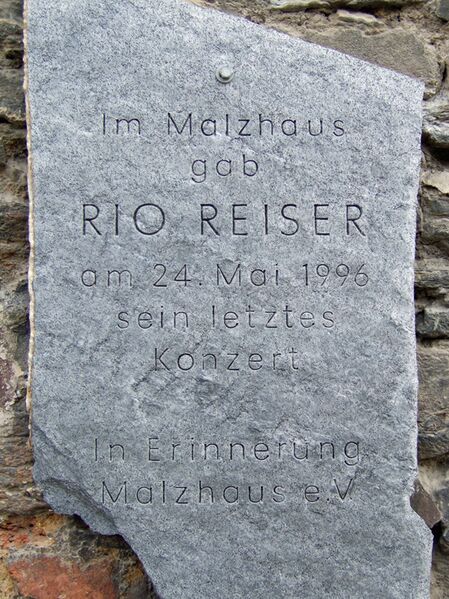 Im Malzhaus
gab
RIO REISER
am 24. Mai 1996
sein letztes
Konzert
In Erinnerung
Malzhaus e.V.